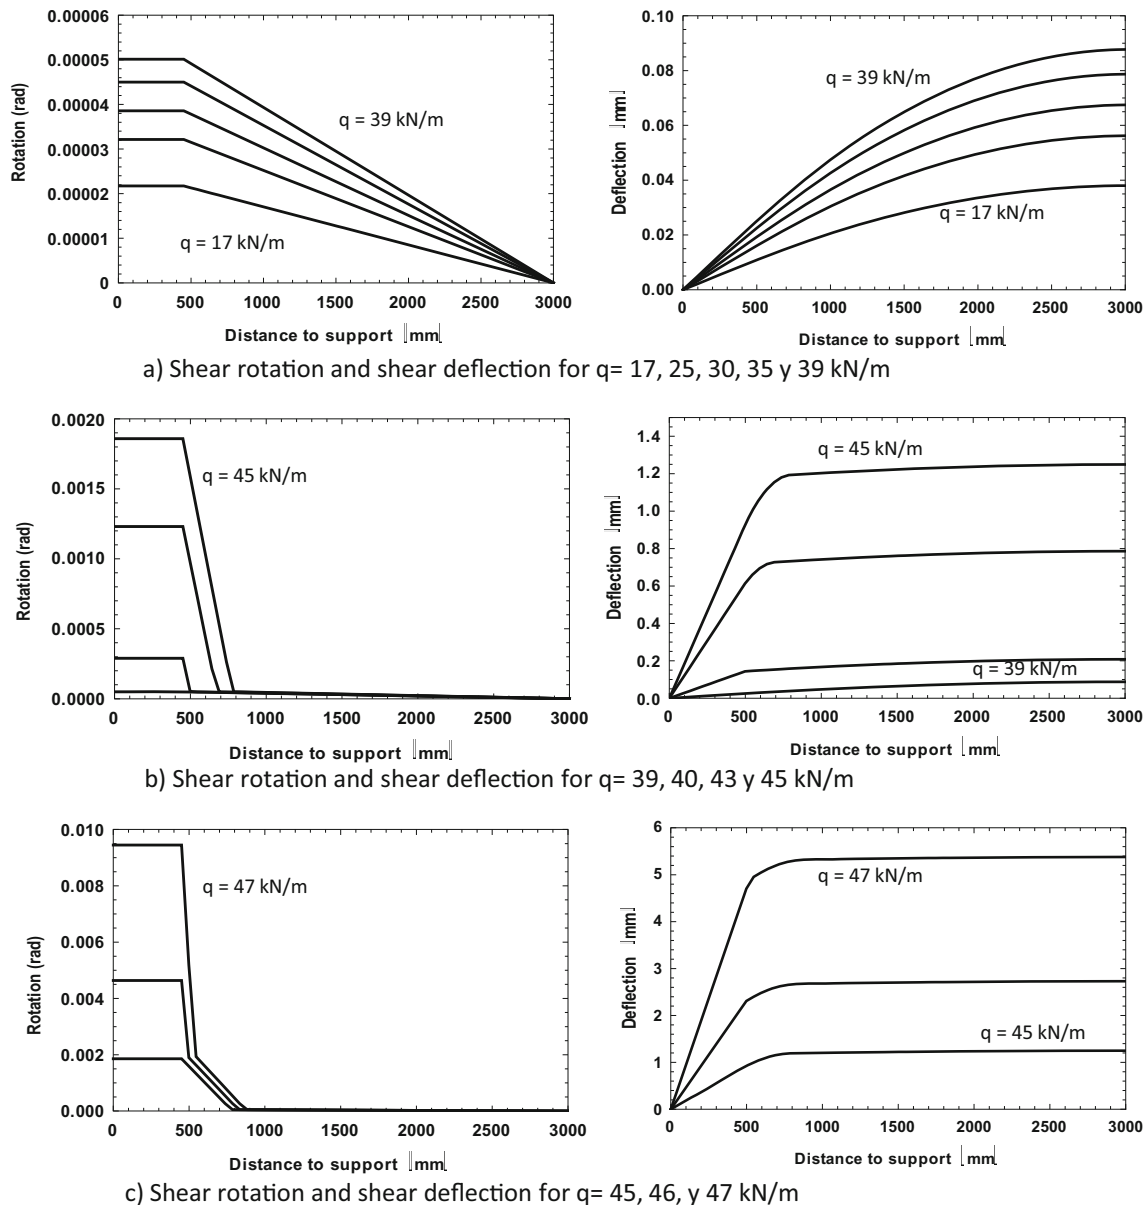 0.00006
0.00005
0.00004
0.00003
0.00002
0.00001
0
Rotation (rad)
q = 39 kN/m
q = 17 kN/m
0 500 1000 1500 2000 2500 3000
Distance to support [mm]
0.10
0.08
0.06
0.04
0.02
0.00
Deflection [mm]
q = 39 kN/m
q = 17 kN/m
0 500 1000 1500 2000 2500 3000
Distance to support [mm]
a) Shear rotation and shear deflection for q= 17, 25, 30, 35 y 39 kN/m
0.0020
0.0015
0.0010
0.0005
0.0000
Rotation (rad)
q = 45 kN/m
0 500 1000 1500 2000 2500 3000
Distance to support [mm]
1.4
1.2
1.0
0.8
0.6
0.4
0.2
0.0
Deflection [mm]
q = 45 kN/m
q = 39 kN/m
0 500 1000 1500 2000 2500 3000
Distance to support [mm]
b) Shear rotation and shear deflection for q= 39, 40, 43 y 45 kN/m
0.010
0.008
0.006
0.004
0.002
0.000
Rotation (rad)
q = 47 kN/m
0 500 1000 1500 2000 2500 3000
Distance to support [mm]
6
5
4
3
2
1
0
Deflection [mm]
q = 47 kN/m
q = 45 kN/m
0 500 1000 1500 2000 2500 3000
Distance to support [mm]
c) Shear rotation and shear deflection for q= 45, 46, y 47 kN/m